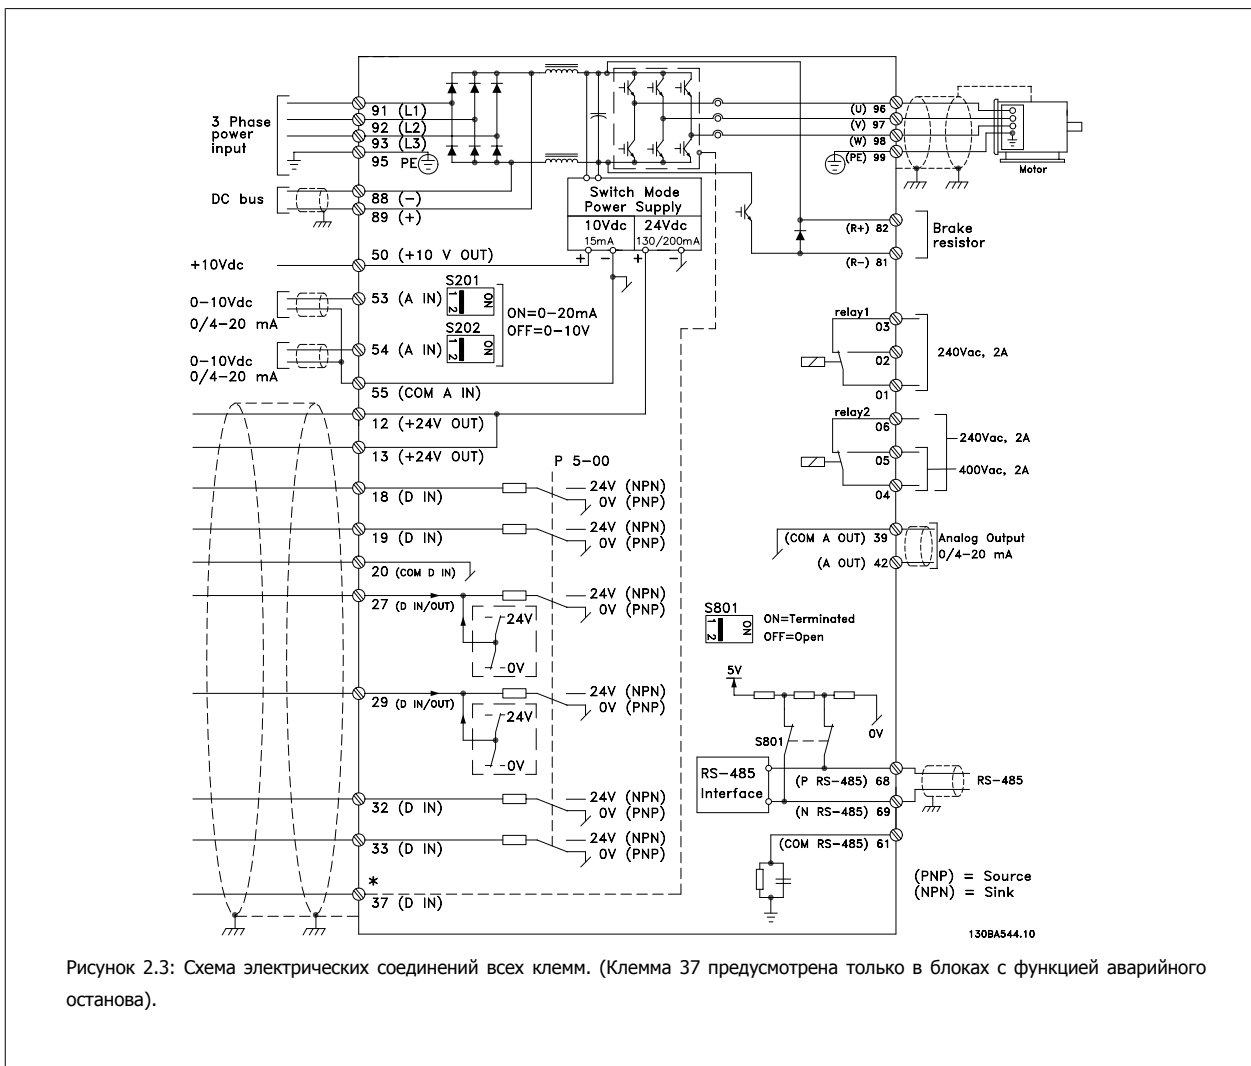 3 Phase
power
input
91 (L1)
92 (L2)
93 (L3)
95 PE
DC bus
88 (−)
89 (+)
+10Vdc
50 (+10 V OUT)
0−10Vdc
0/4−20 mA
53 (A IN)
S201
1 2
ON
S202
1 2
ON
ON=0−20mA
OFF=0−10V
0−10Vdc
0/4−20 mA
54 (A IN)
55 (COM A IN)
12 (+24V OUT)
13 (+24V OUT)
P 5-00
18 (D IN)
24V (NPN)
0V (PNP)
19 (D IN)
24V (NPN)
0V (PNP)
20 (COM D IN)
27 (D IN/OUT)
24V (NPN)
0V (PNP)
24V
0V
29 (D IN/OUT)
24V (NPN)
0V (PNP)
24V
0V
32 (D IN)
24V (NPN)
0V (PNP)
33 (D IN)
24V (NPN)
0V (PNP)
*
37 (D IN)
Switch Mode
Power Supply
10Vdc
15mA
24Vdc
130/200mA
+ − + −
(U) 96
(V) 97
(W) 98
(PE) 99
Motor
(R+) 82
(R−) 81
Brake
resistor
relay1
03
02
01
240Vac, 2A
relay2
06
05
04
240Vac, 2A
400Vac, 2A
(COM A OUT) 39
(A OUT) 42
Analog Output
0/4−20 mA
S801
1 2
ON
ON=Terminated
OFF=Open
5V
S801
0V
RS−485
Interface
(P RS−485) 68
(N RS−485) 69
(COM RS−485) 61
RS−485
(PNP) = Source
(NPN) = Sink
130BA544.10
Рисунок 2.3: Схема электрических соединений всех клемм. (Клемма 37 предусмотрена только в блоках с функцией аварийного
останова).